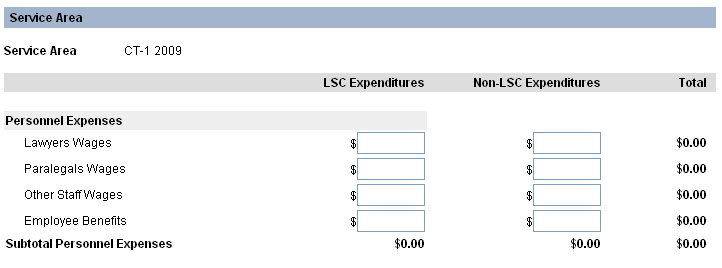 Service Area
Service Area CT-1 2009
LSC Expenditures Non-LSC Expenditures Total
Personnel Expenses
Lawyers Wages $ $ $0.00
Paralegals Wages $ $ $0.00
Other Staff Wages $ $ $0.00
Employee Benefits $ $ $0.00
Subtotal Personnel Expenses $0.00 $0.00 $0.00